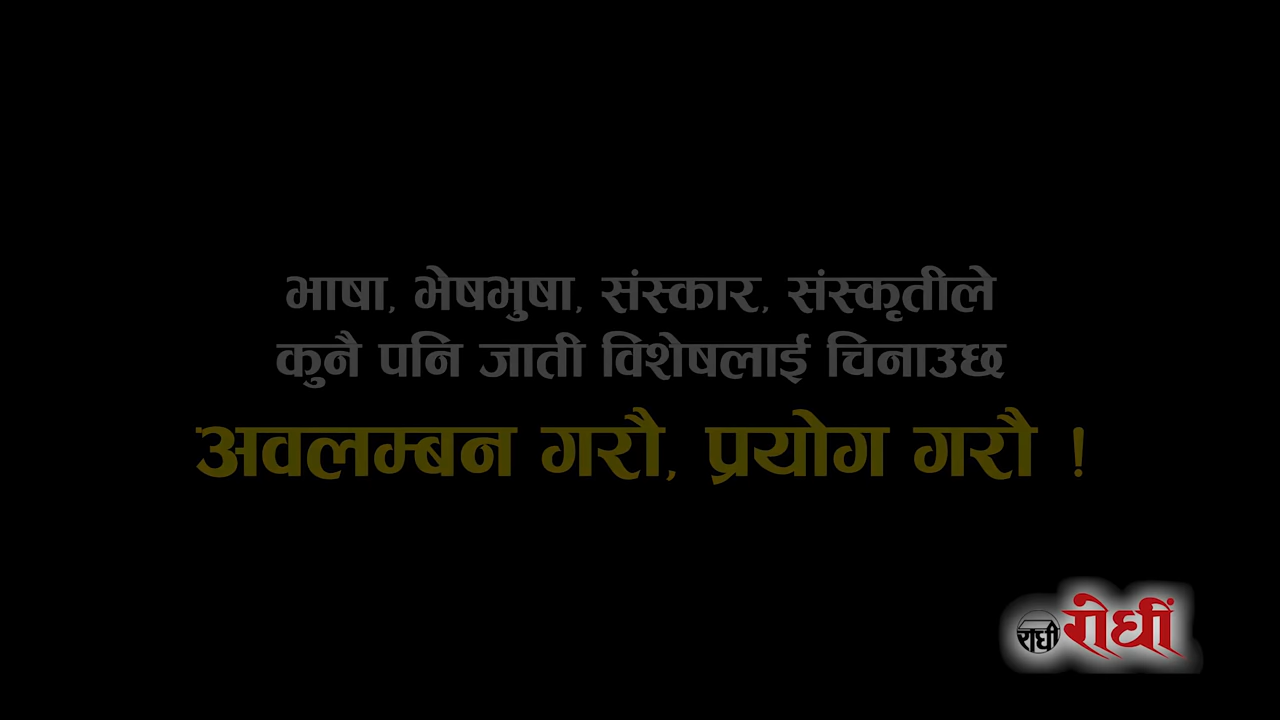 भाषा, भेषभुषा, संस्कार, संस्कृतीले
कुनै पनि जाती विशेषलाई चिनाउछ
अवलम्बन गरौ, प्रयोग गरौ !
राेधीं रोधीं